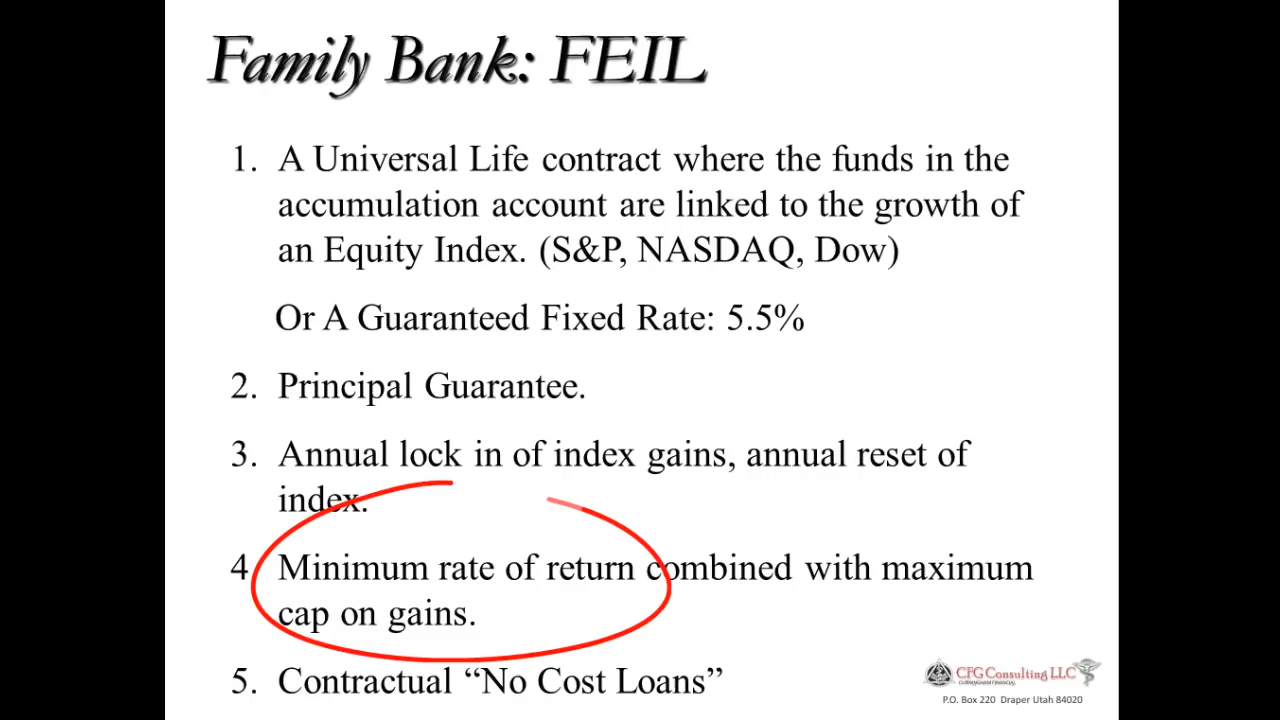 Family Bank: FEIL
1. A Universal Life contract where the funds in the
accumulation account are linked to the growth of
an Equity Index. (S&P, NASDAQ, Dow)
Or A Guaranteed Fixed Rate: 5.5%
2. Principal Guarantee.
3. Annual lock in of index gains, annual reset of
index.
4. Minimum rate of return combined with maximum
cap on gains.
5. Contractual “No Cost Loans”
CFG Consulting LLC
CUNNINGHAM FINANCIAL
P.O. Box 220 Draper Utah 84020